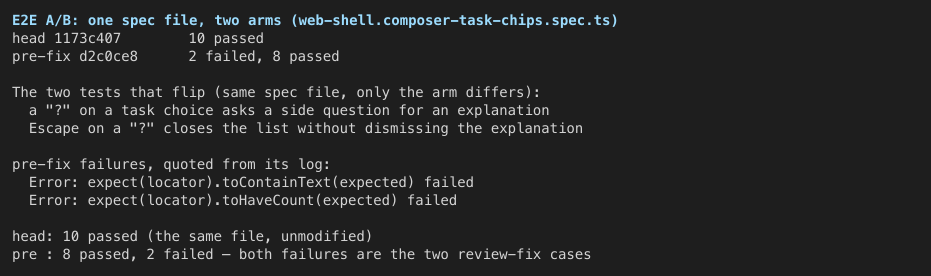 E2E A/B: one spec file, two arms (web-shell.composer-task-chips.spec.ts)
head 1173c407        10 passed
pre-fix d2c0ce8      2 failed, 8 passed
The two tests that flip (same spec file, only the arm differs):
a "?" on a task choice asks a side question for an explanation
Escape on a "?" closes the list without dismissing the explanation
pre-fix failures, quoted from its log:
Error: expect(locator).toContainText(expected) failed
Error: expect(locator).toHaveCount(expected) failed
head: 10 passed (the same file, unmodified)
pre : 8 passed, 2 failed — both failures are the two review-fix cases